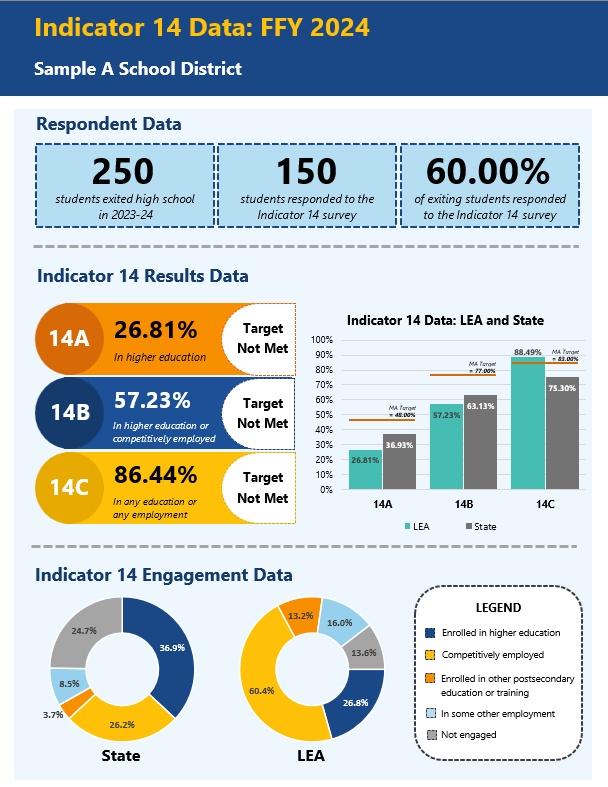 Indicator 14 Data: FFY 2024
Sample A School District
Respondent Data
250
students exited high school
in 2023-24
150
students responded to the
Indicator 14 survey
60.00%
of exiting students responded
to the Indicator 14 survey
Indicator 14 Results Data
14A
26.81%
In higher education
Target
Not Met
14B
57.23%
In higher education or
competitively employed
Target
Not Met
14C
86.44%
In any education or
any employment
Target
Not Met
Indicator 14 Data: LEA and State
100%
90%
80%
70%
60%
50%
40%
30%
20%
10%
0%
MA Target
= 48.00%
26.81%
36.93%
MA Target
= 77.00%
57.23%
63.13%
88.49%
MA Target
= 83.00%
75.30%
14A
14B
14C
LEA
State
Indicator 14 Engagement Data
24.7%
36.9%
8.5%
3.7%
26.2%
State
13.2%
16.0%
13.6%
60.4%
26.8%
LEA
LEGEND
Enrolled in higher education
Competitively employed
Enrolled in other postsecondary
education or training
In some other employment
Not engaged